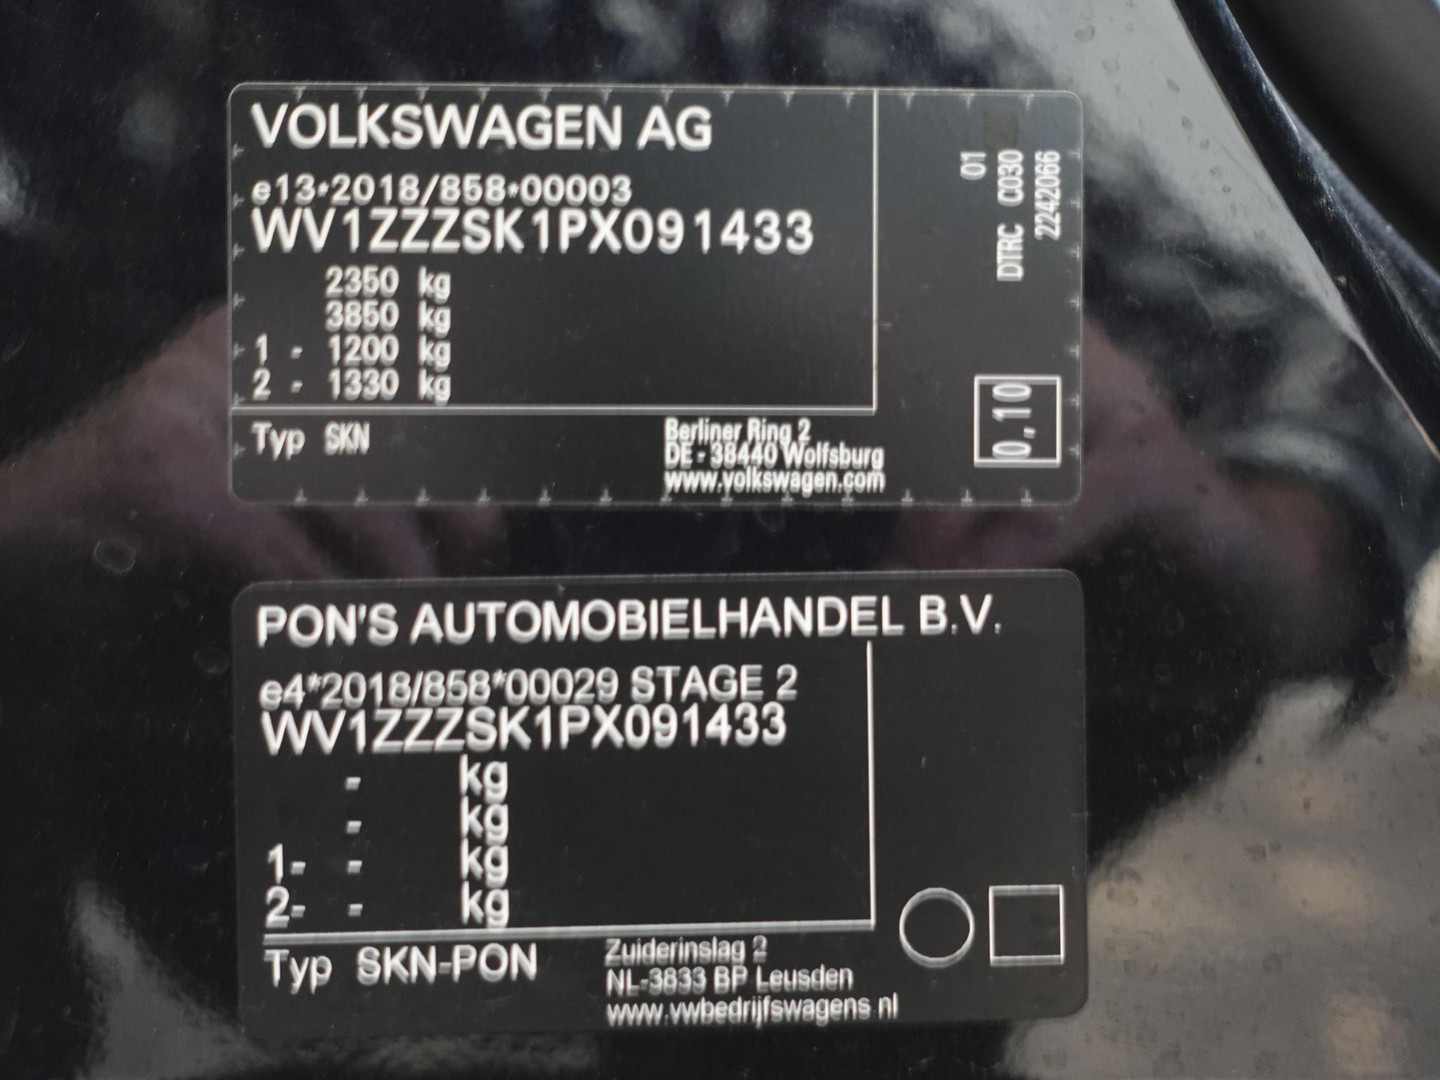 VOLKSWAGEN AG
e13*2018/858*00003
WV1ZZZSK1PX091433
2350 kg
3850 kg
1 - 1200 kg
2 - 1330 kg
Typ SKN
Berliner Ring 2
DE - 38440 Wolfsburg
www.volkswagen.com
01
DTRC C030
2242066
0,10
PON'S AUTOMOBIELHANDEL B.V.
e4*2018/858*00029 STAGE 2
WV1ZZZSK1PX091433
- kg
- kg
1- - kg
2- - kg
Typ SKN-PON
Zuiderinslag 2
NL-3833 BP Leusden
www.vwbedrijfswagens.nl